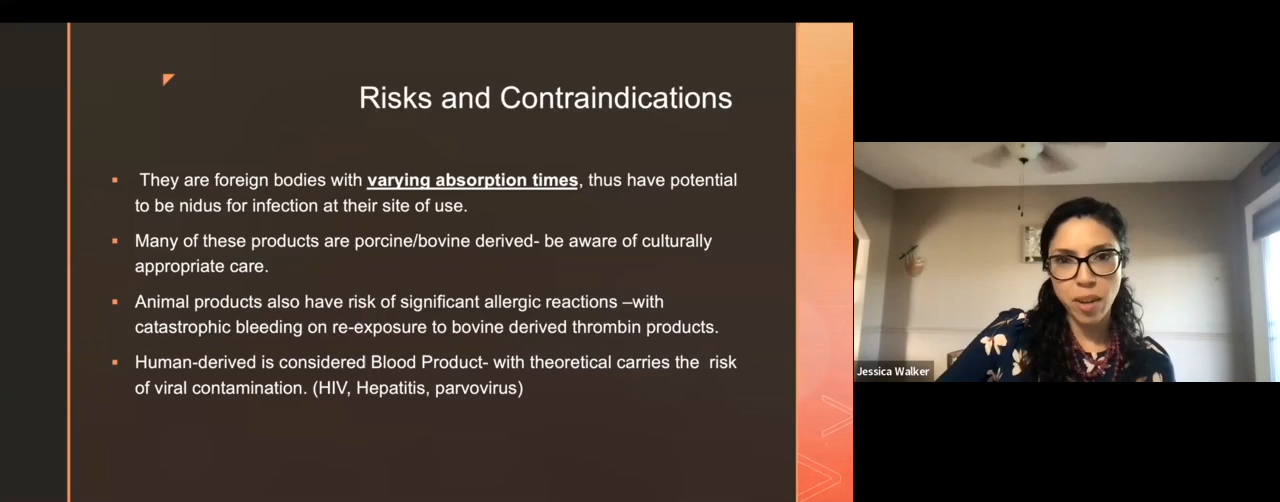 Risks and Contraindications
They are foreign bodies with varying absorption times, thus have potential
to be nidus for infection at their site of use.
Many of these products are porcine/bovine derived- be aware of culturally
appropriate care.
Animal products also have risk of significant allergic reactions –with
catastrophic bleeding on re-exposure to bovine derived thrombin products.
Human-derived is considered Blood Product- with theoretical carries the risk
of viral contamination. (HIV, Hepatitis, parvovirus)
Jessica Walker